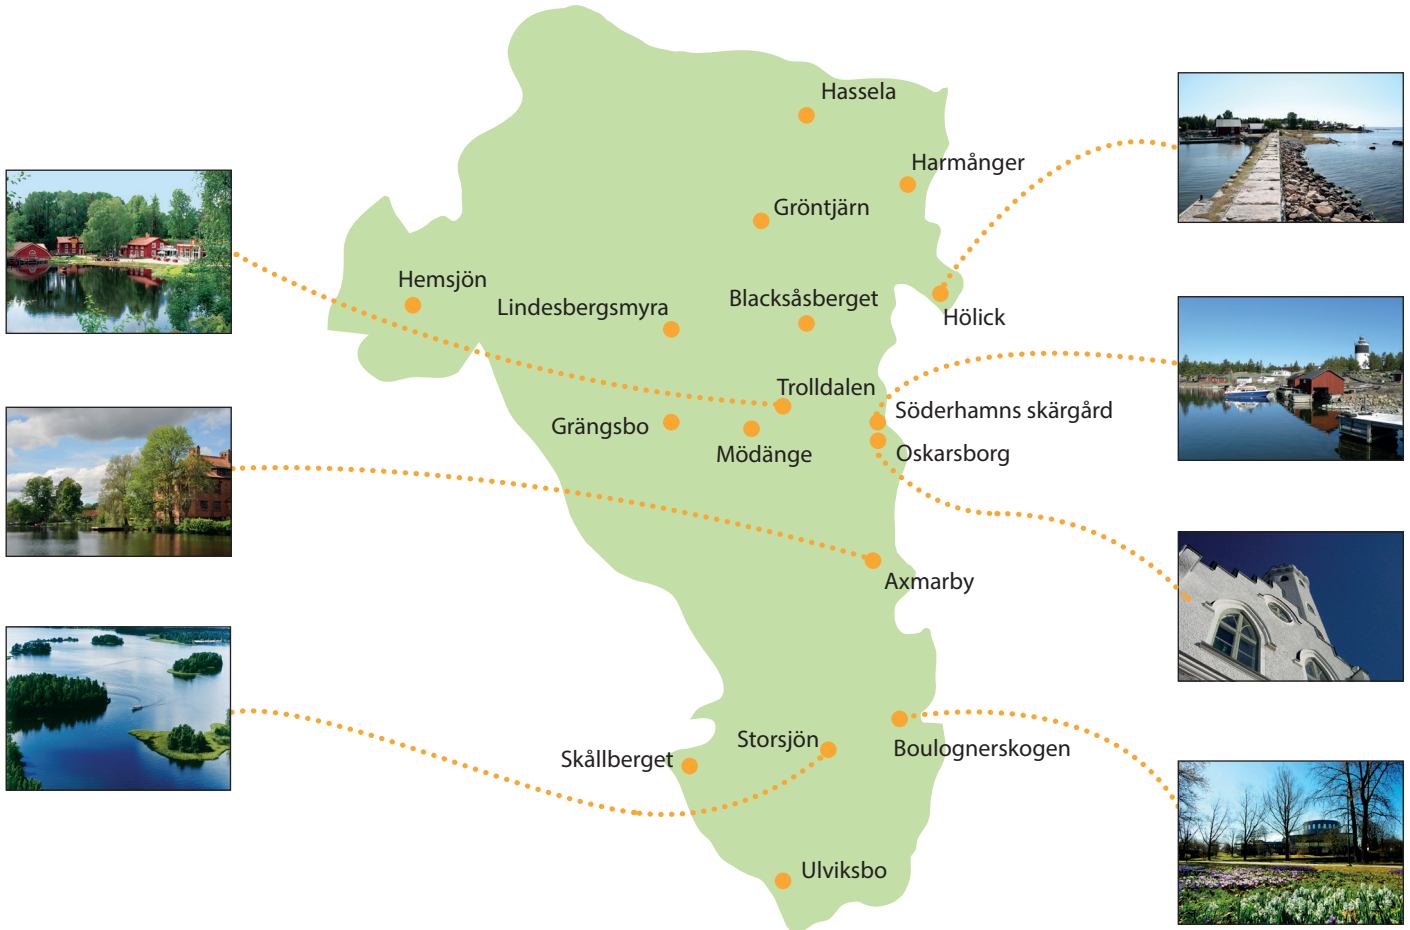 Hassela
Harmånger
Gröntjärn
Hemsjön
Lindesbergsmyra
Blacksåsberget
Hölick
Trolldalen
Söderhamns skärgård
Grängsbo
Mödänge
Oskarsborg
Axmarby
Storsjön
Boulognerskogen
Skållberget
Ulviksbo